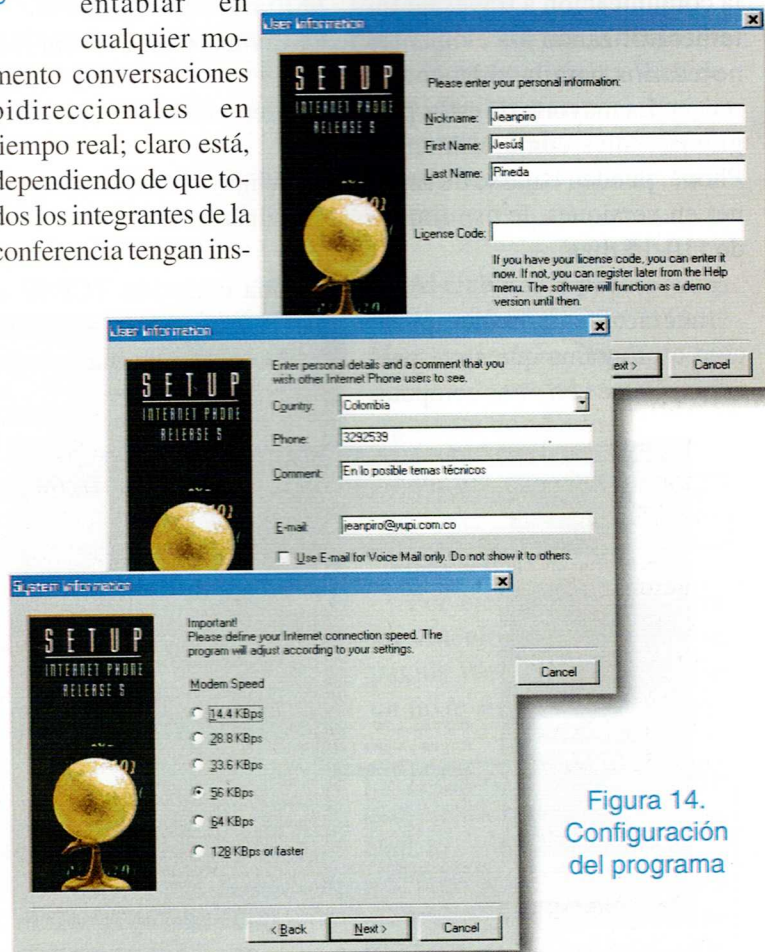 entablar en
cualquier mo-
mento conversaciones
bidireccionales en
tiempo real; claro está,
dependiendo de que to-
dos los integrantes de la
conferencia tengan ins-
User Information
SETUP
INTERNET PHONE
RELEASE 5
Please enter your personal information:
Nickname: Jeanpiro
First Name: Jesús
Last Name: Pineda
License Code:
If you have your license code, you can enter it
now. If not, you can register later from the Help
menu. The software will function as a demo
version until then.
ext >
Cancel
User Information
SETUP
INTERNET PHONE
RELEASE 5
Enter personal details and a comment that you
wish other Internet Phone users to see.
Country: Colombia
Phone: 3292539
Comment: En lo posible temas técnicos
E-mail: jeanpiro@yupi.com.co
Use E-mail for Voice Mail only. Do not show it to others.
Cancel
System Information
SETUP
INTERNET PHONE
RELEASE 5
Important!
Please define your Internet connection speed. The
program will adjust according to your settings.
Modem Speed
14.4 KBps
28.8 KBps
33.6 KBps
56 KBps
64 KBps
128 KBps or faster
< Back
Next >
Cancel
Figura 14.
Configuración
del programa